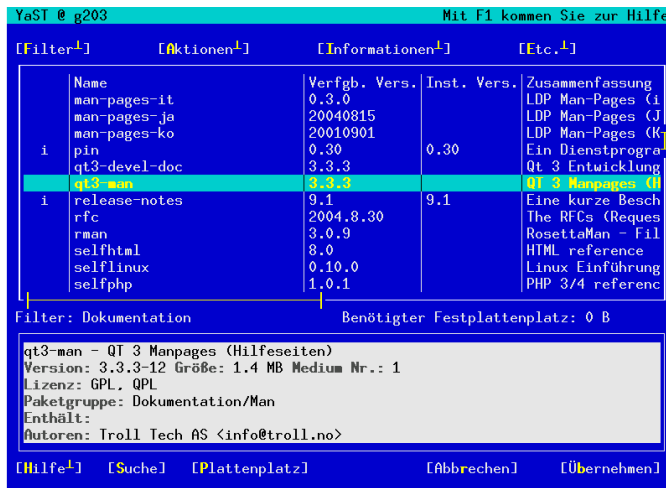 YaST @ g203 Mit F1 kommen Sie zur Hilfe
[Filter┴] [Aktionen┴] [Informationen┴] [Etc.┴]
Name Verfgb. Vers. Inst. Vers. Zusammenfassung
man-pages-it 0.3.0 LDP Man-Pages (i
man-pages-ja 20040815 LDP Man-Pages (J
man-pages-ko 20010901 LDP Man-Pages (K
i pin 0.30 0.30 Ein Dienstprogra
qt3-devel-doc 3.3.3 Qt 3 Entwicklung
qt3-man 3.3.3 QT 3 Manpages (H
i release-notes 9.1 9.1 Eine kurze Besch
rfc 2004.8.30 The RFCs (Reques
rman 3.0.9 RosettaMan - Fil
selfhtml 8.0 HTML reference
selflinux 0.10.0 Linux Einführung
selfphp 1.0.1 PHP 3/4 referenc
Filter: Dokumentation Benötigter Festplattenplatz: 0 B
qt3-man - QT 3 Manpages (Hilfeseiten)
Version: 3.3.3-12 Größe: 1.4 MB Medium Nr.: 1
Lizenz: GPL, QPL
Paketgruppe: Dokumentation/Man
Enthält:
Autoren: Troll Tech AS <info@troll.no>
[Hilfe┴] [Suche] [Plattenplatz] [Abbrechen] [Übernehmen]